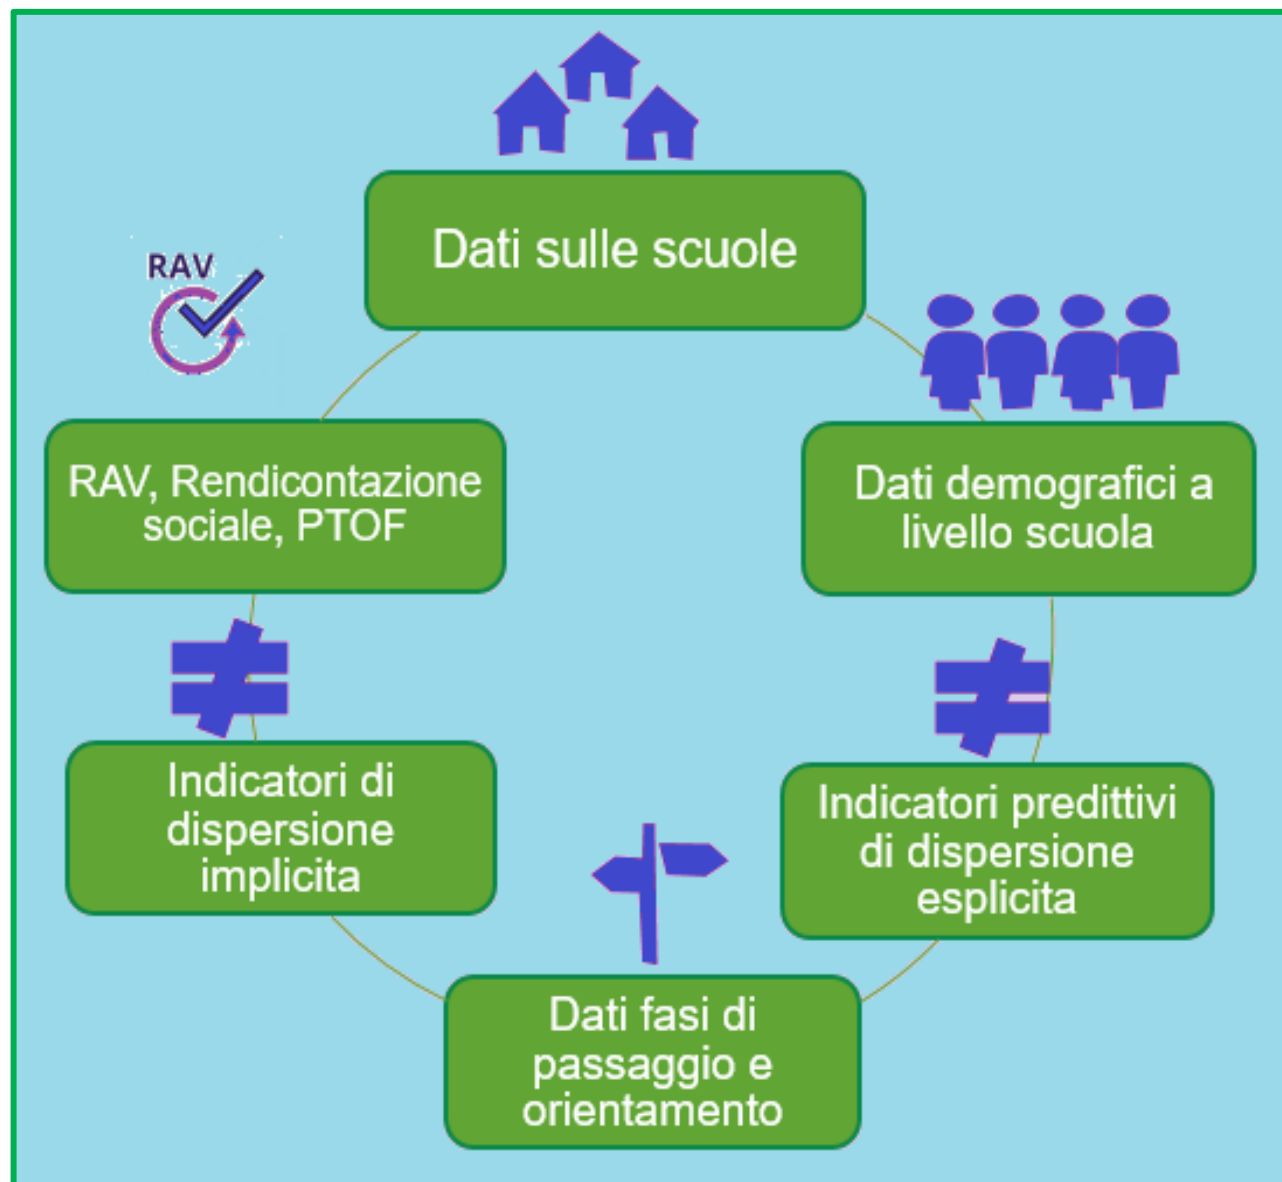 Dati sulle scuole
RAV
RAV, Rendicontazione
sociale, PTOF
Dati demografici a
livello scuola
Indicatori di
dispersione
implicita
Indicatori predittivi
di dispersione
esplicita
Dati fasi di
passaggio e
orientamento